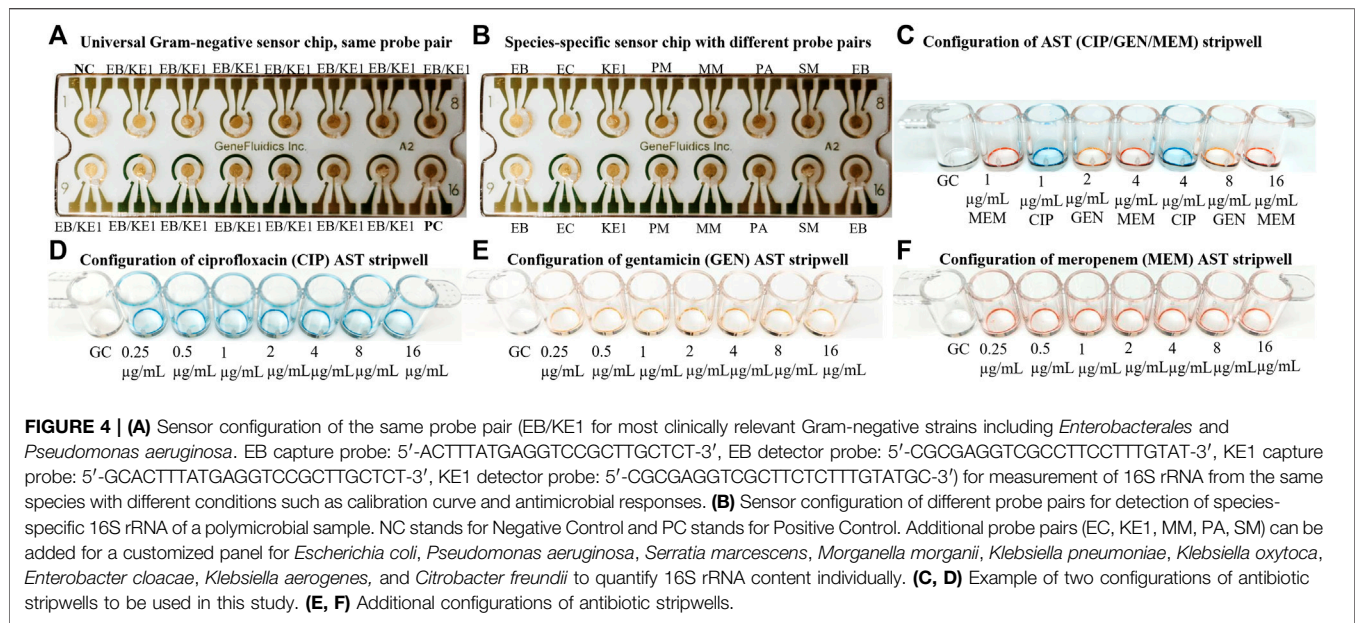 A Universal Gram-negative sensor chip, same probe pair
NC EB/KE1 EB/KE1 EB/KE1 EB/KE1 EB/KE1 EB/KE1 EB/KE1
1 8
GeneFluidics Inc. A2
9 16
EB/KE1 EB/KE1 EB/KE1 EB/KE1 EB/KE1 EB/KE1 EB/KE1 PC
B Species-specific sensor chip with different probe pairs
EB EC KE1 PM MM PA SM EB
1 8
GeneFluidics Inc. A2
9 16
EB EC KE1 PM MM PA SM EB
C Configuration of AST (CIP/GEN/MEM) stripwell
GC 1 1 2 4 4 8 16
µg/mL µg/mL µg/mL µg/mL µg/mL µg/mL µg/mL
MEM CIP GEN MEM CIP GEN MEM
D Configuration of ciprofloxacin (CIP) AST stripwell
GC 0.25 0.5 1 2 4 8 16
µg/mL µg/mL µg/mL µg/mL µg/mL µg/mL µg/mL
E Configuration of gentamicin (GEN) AST stripwell
GC 0.25 0.5 1 2 4 8 16
µg/mL µg/mL µg/mL µg/mL µg/mL µg/mL µg/mL
F Configuration of meropenem (MEM) AST stripwell
GC 0.25 0.5 1 2 4 8 16
µg/mL µg/mL µg/mL µg/mL µg/mL µg/mL µg/mL
FIGURE 4 | (A) Sensor configuration of the same probe pair (EB/KE1 for most clinically relevant Gram-negative strains including Enterobacterales and
Pseudomonas aeruginosa. EB capture probe: 5′-ACTTTATGAGGTCCGCTTGCTCT-3′, EB detector probe: 5′-CGCGAGGTCGCCTTCCTTTGTAT-3′, KE1 capture
probe: 5′-GCACTTTATGAGGTCCGCTTGCTCT-3′, KE1 detector probe: 5′-CGCGAGGTCGCTTCTCTTTGTATGC-3′) for measurement of 16S rRNA from the same
species with different conditions such as calibration curve and antimicrobial responses. (B) Sensor configuration of different probe pairs for detection of species-
specific 16S rRNA of a polymicrobial sample. NC stands for Negative Control and PC stands for Positive Control. Additional probe pairs (EC, KE1, MM, PA, SM) can be
added for a customized panel for Escherichia coli, Pseudomonas aeruginosa, Serratia marcescens, Morganella morganii, Klebsiella pneumoniae, Klebsiella oxytoca,
Enterobacter cloacae, Klebsiella aerogenes, and Citrobacter freundii to quantify 16S rRNA content individually. (C, D) Example of two configurations of antibiotic
stripwells to be used in this study. (E, F) Additional configurations of antibiotic stripwells.